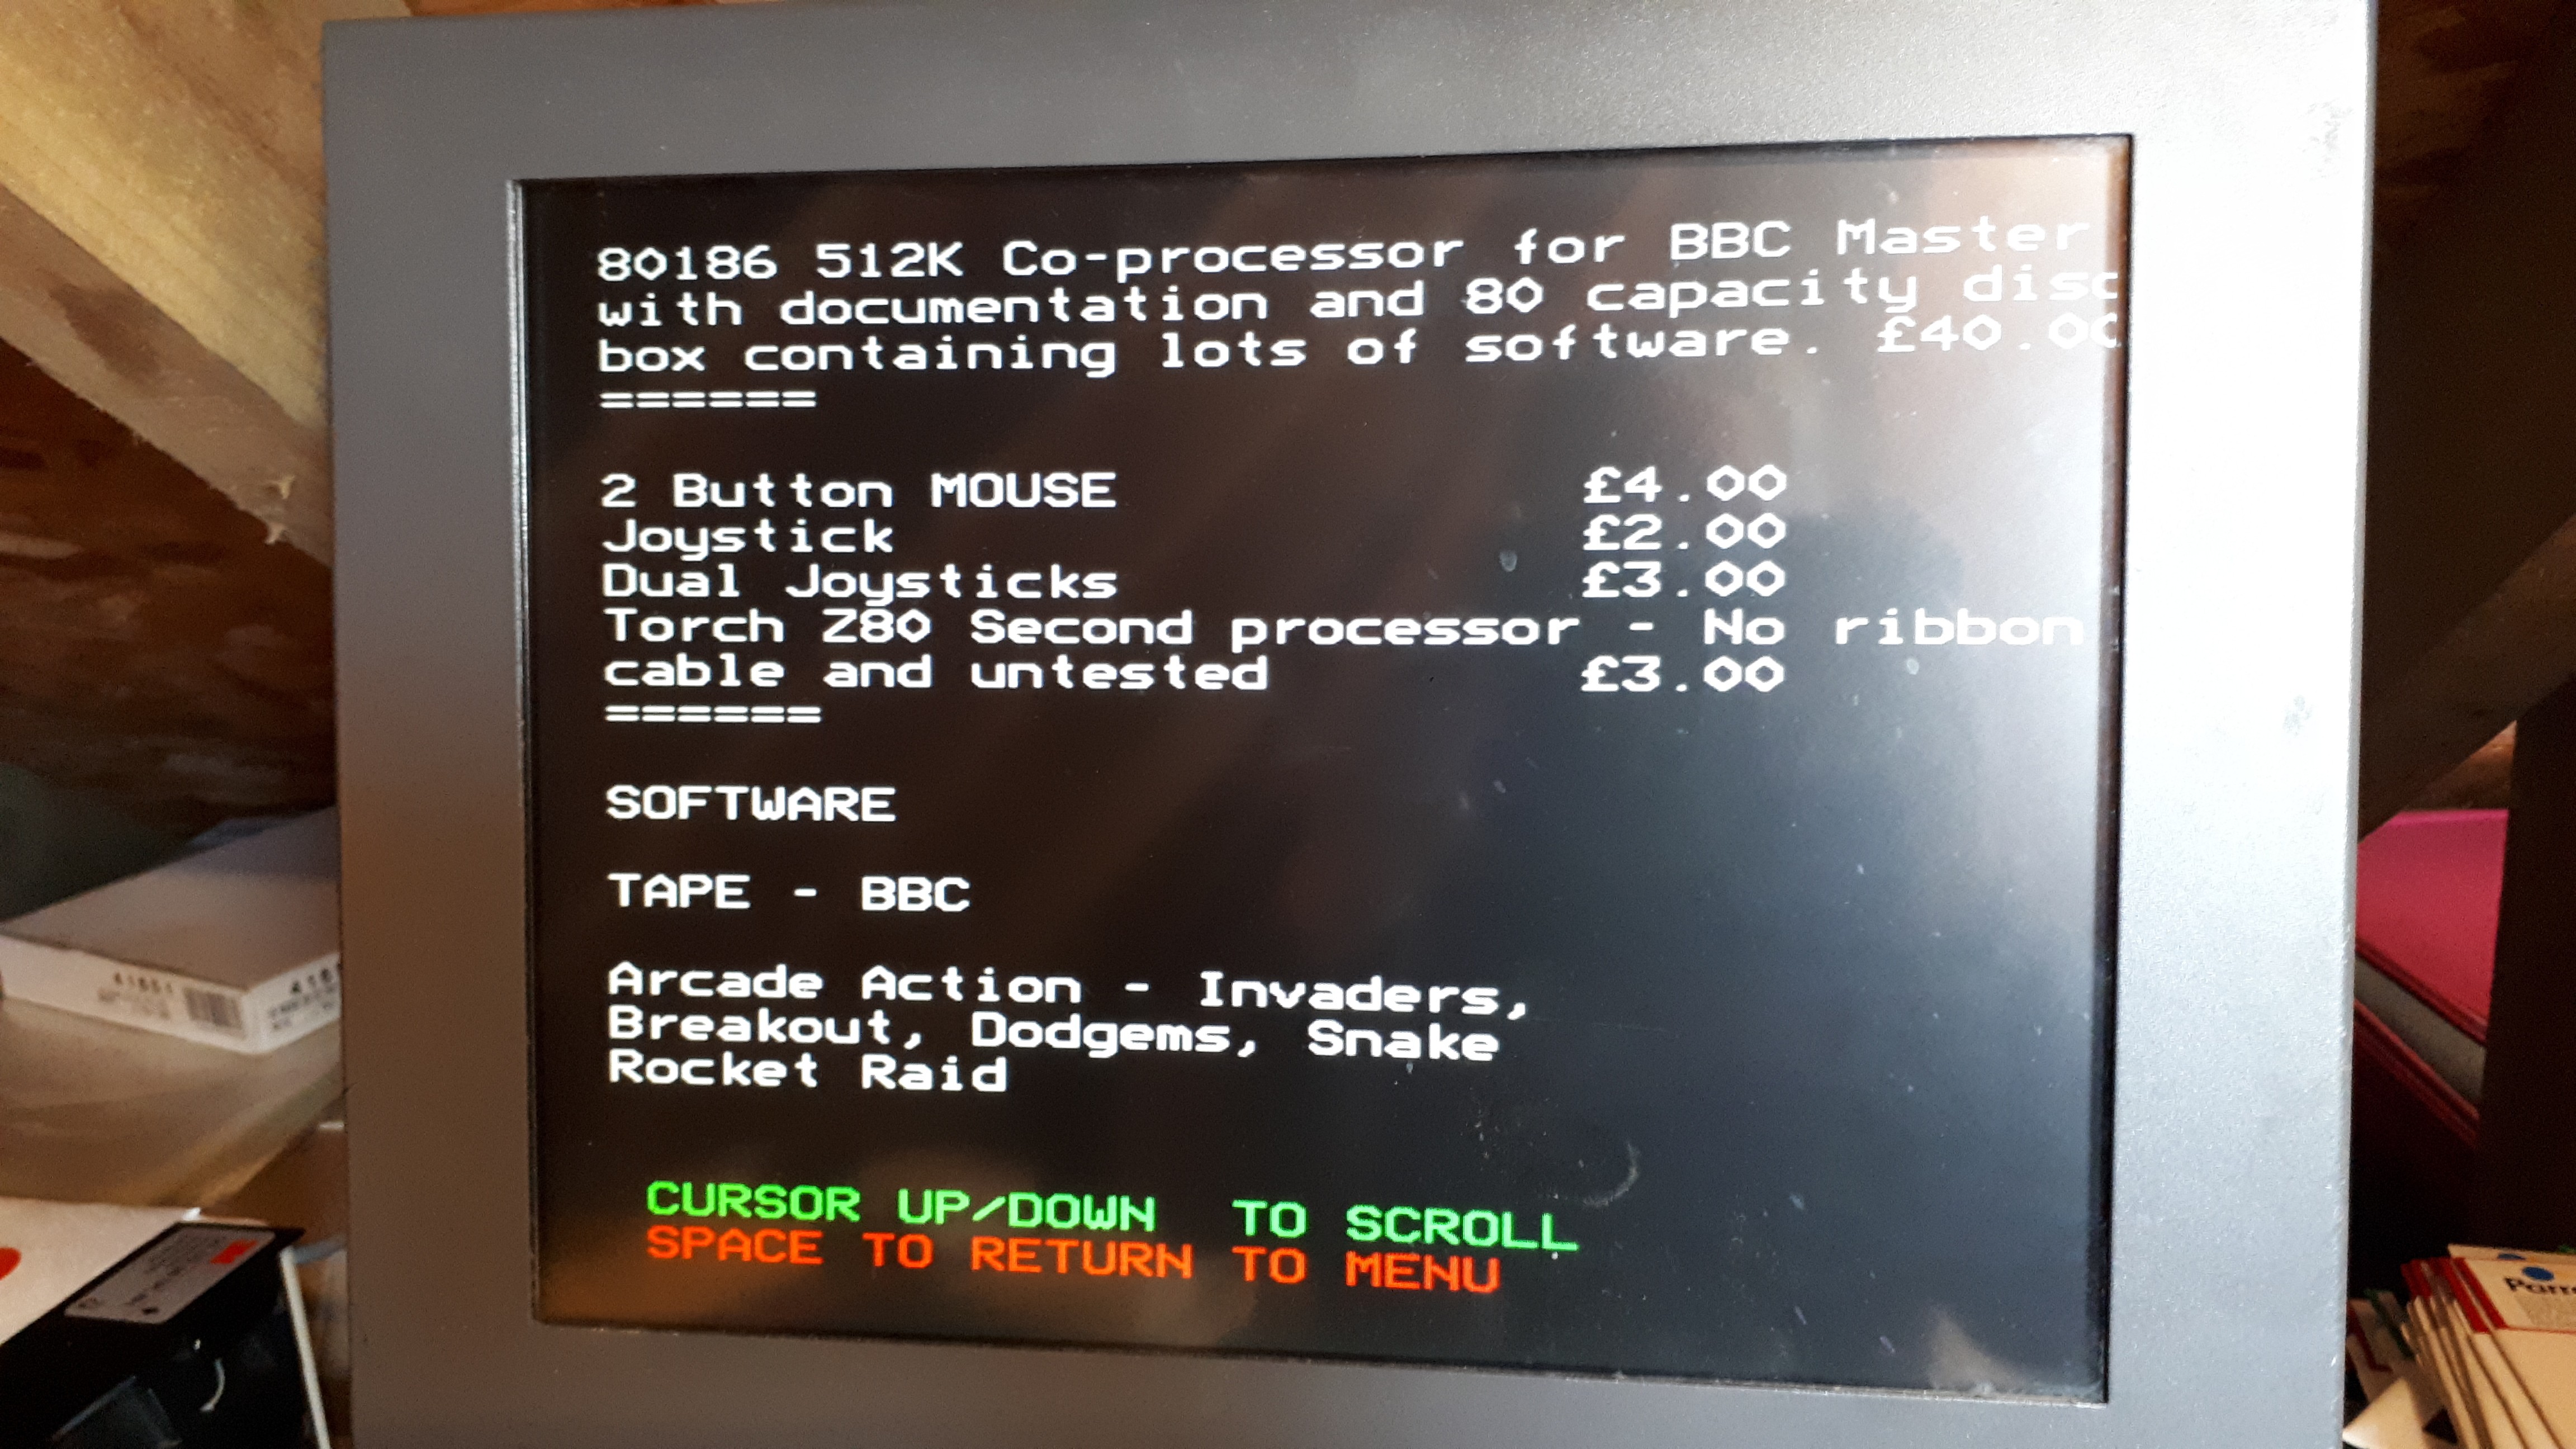 80186 512K Co-processor for BBC Master
with documentation and 80 capacity disc
box containing lots of software. £40.00
======
2 Button MOUSE £4.00
Joystick £2.00
Dual Joysticks £3.00
Torch Z80 Second processor - No ribbon
cable and untested £3.00
======
SOFTWARE
TAPE - BBC
Arcade Action - Invaders,
Breakout, Dodgems, Snake
Rocket Raid
CURSOR UP/DOWN TO SCROLL
SPACE TO RETURN TO MENU